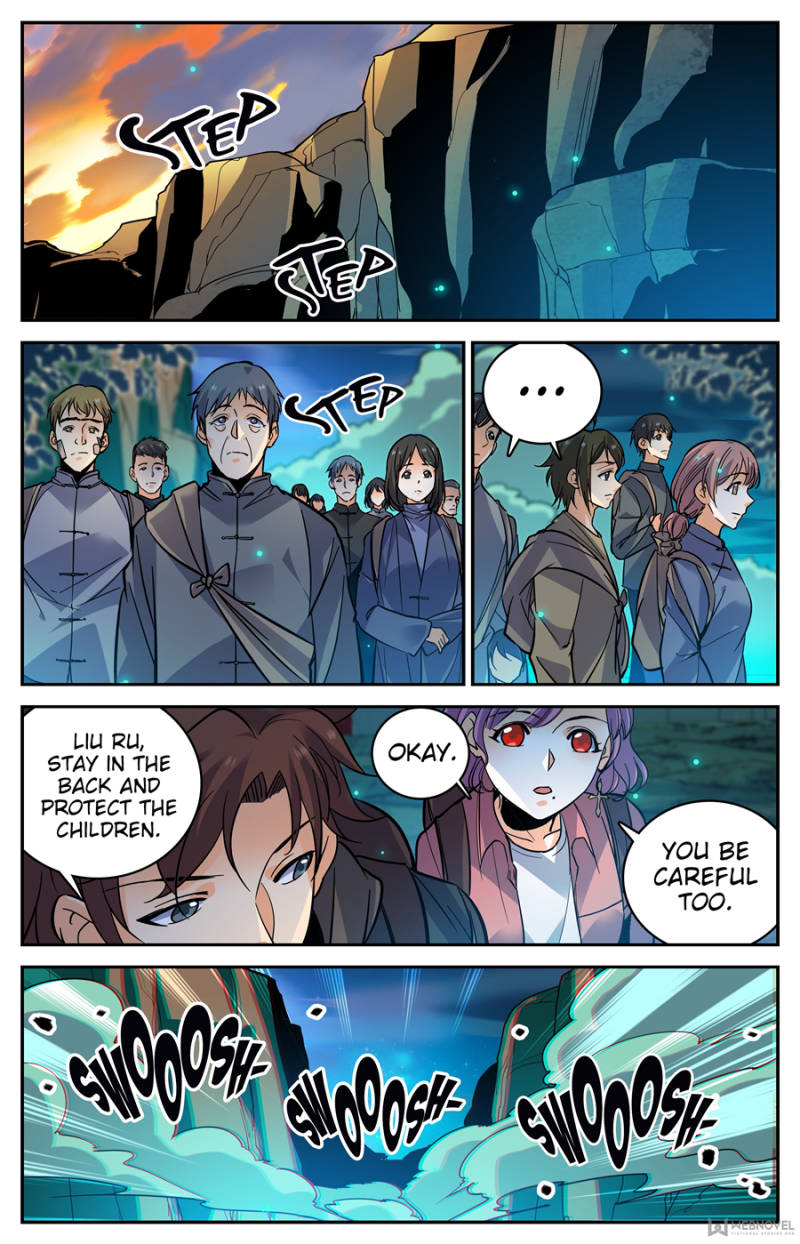 STEP
STEP
STEP
...
LIU RU,
STAY IN THE
BACK AND
PROTECT THE
CHILDREN.
OKAY.
YOU BE
CAREFUL
TOO.
SWOOOSH-
SWOOOSH-
SWOOOSH-
WEBNOVEL